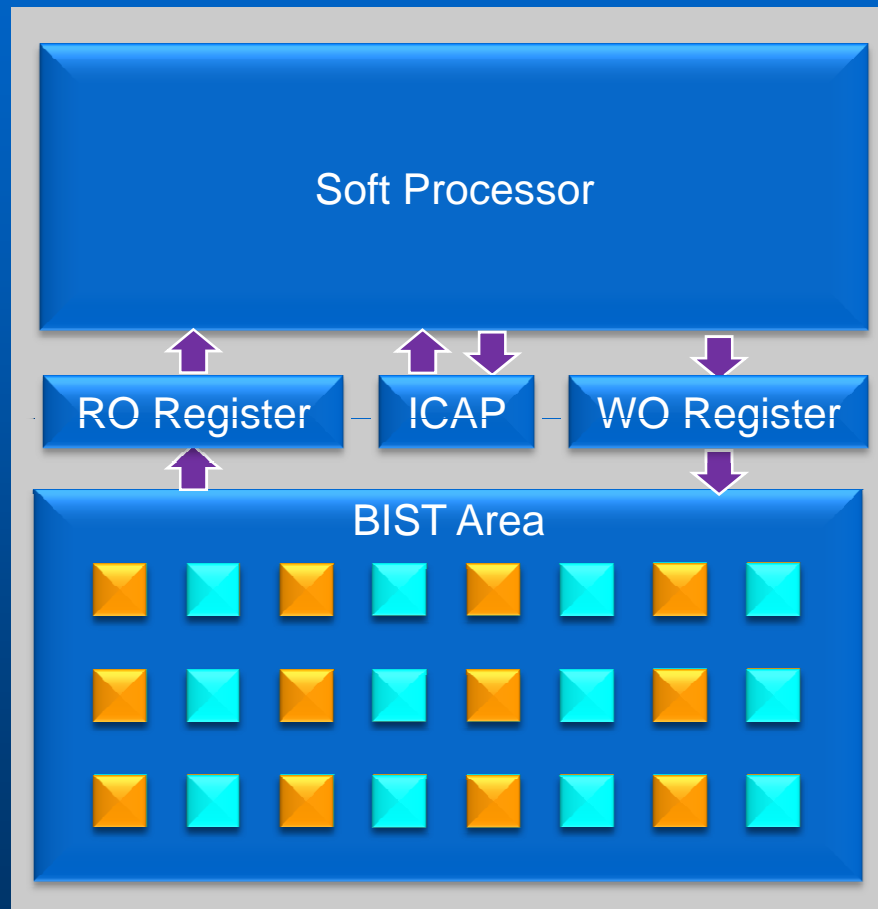 Soft Processor
RO Register
ICAP
WO Register
BIST Area